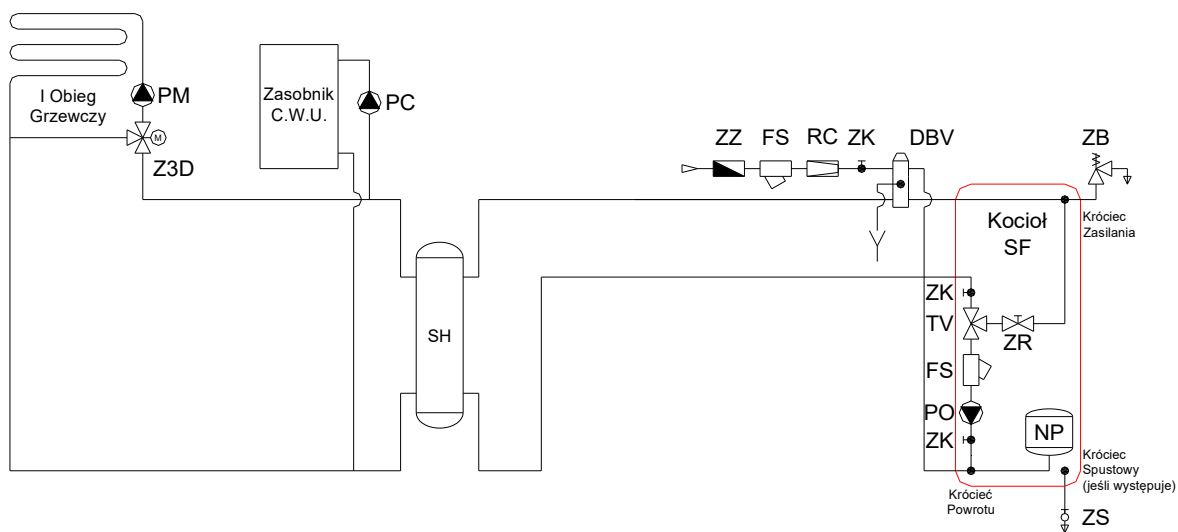 I Obieg
Grzewczy
PM
M
Z3D
Zasobnik
C.W.U.
PC
ZZ
FS
RC
ZK
DBV
ZB
Króciec
Zasilania
Kocioł
SF
ZK
TV
ZR
FS
PO
ZK
NP
SH
Króciec
Spustowy
(jeśli występuje)
Krócieć
Powrotu
ZS